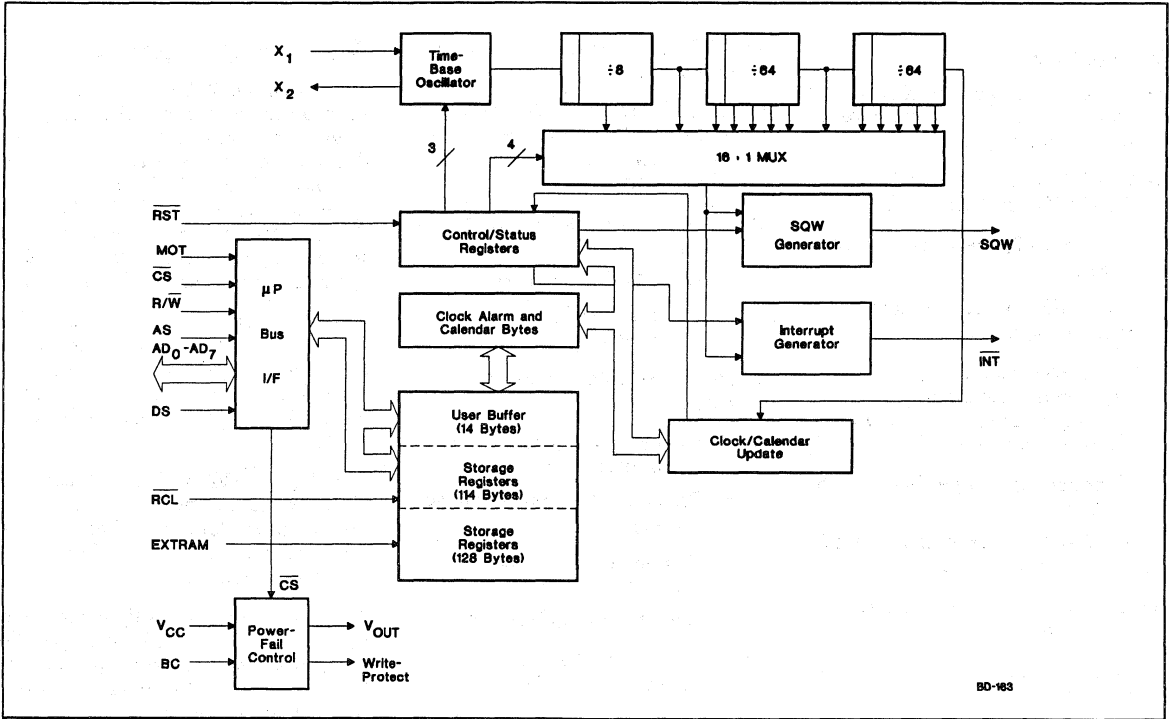 X1
X2
Time-
Base
Oscillator
÷8
÷64
÷64
3
4
16 : 1 MUX
RST
Control/Status
Registers
SQW
Generator
SQW
MOT
CS
R/W
AS
AD0-AD7
DS
µP
Bus
I/F
Clock Alarm and
Calendar Bytes
Interrupt
Generator
INT
User Buffer
(14 Bytes)
Clock/Calendar
Update
Storage
Registers
(114 Bytes)
RCL
Storage
Registers
(128 Bytes)
EXTRAM
CS
VCC
BC
Power-
Fail
Control
VOUT
Write-
Protect
BD-163